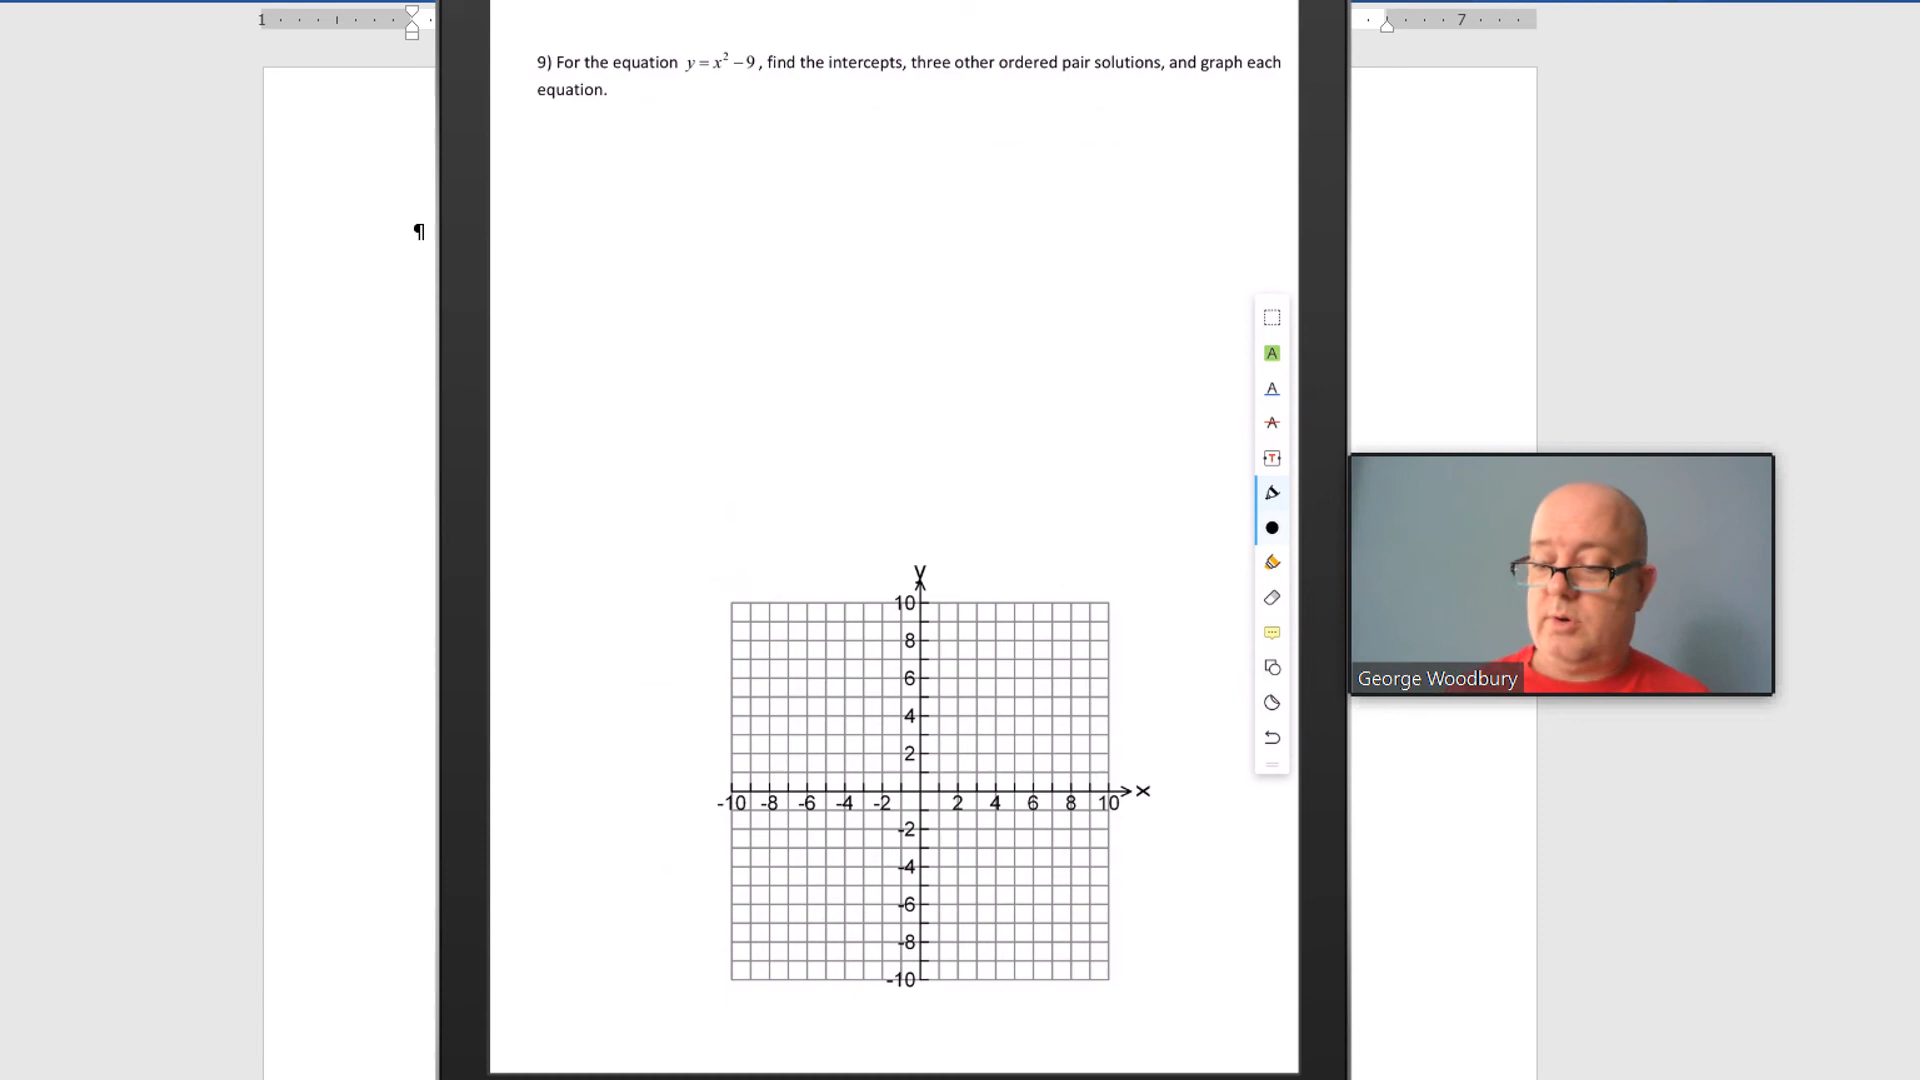 1
7
9) For the equation y = x² − 9, find the intercepts, three other ordered pair solutions, and graph each
equation.
¶
A
A
A
T
y
10
8
6
4
2
-10 -8 -6 -4 -2 2 4 6 8 10 x
-2
-4
-6
-8
-10
George Woodbury